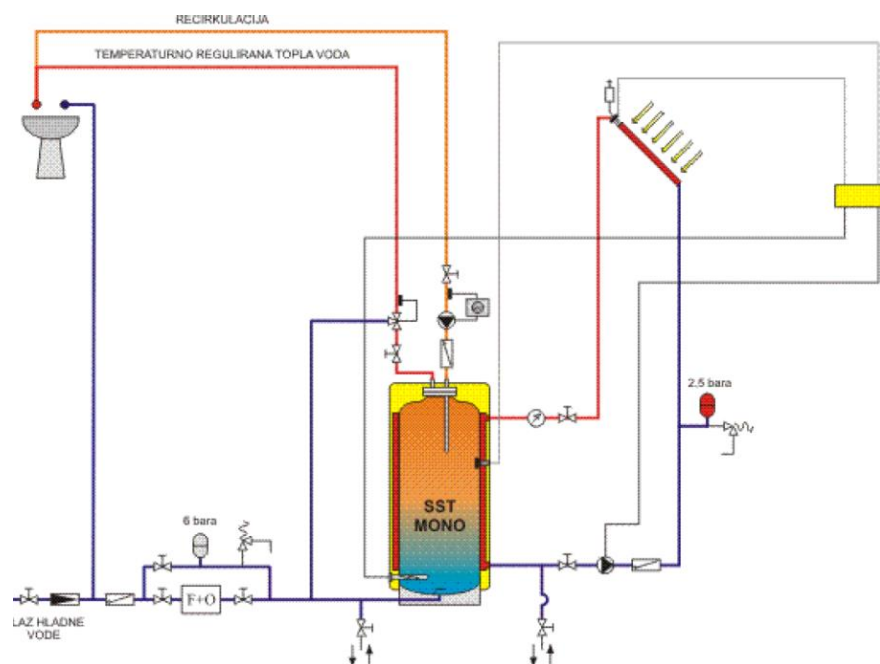 RECIRKULACIJA
TEMPERATURNO REGULIRANA TOPLA VODA
2,5 bara
SST
MONO
6 bara
F+O
LAZ HLADNE
VODE